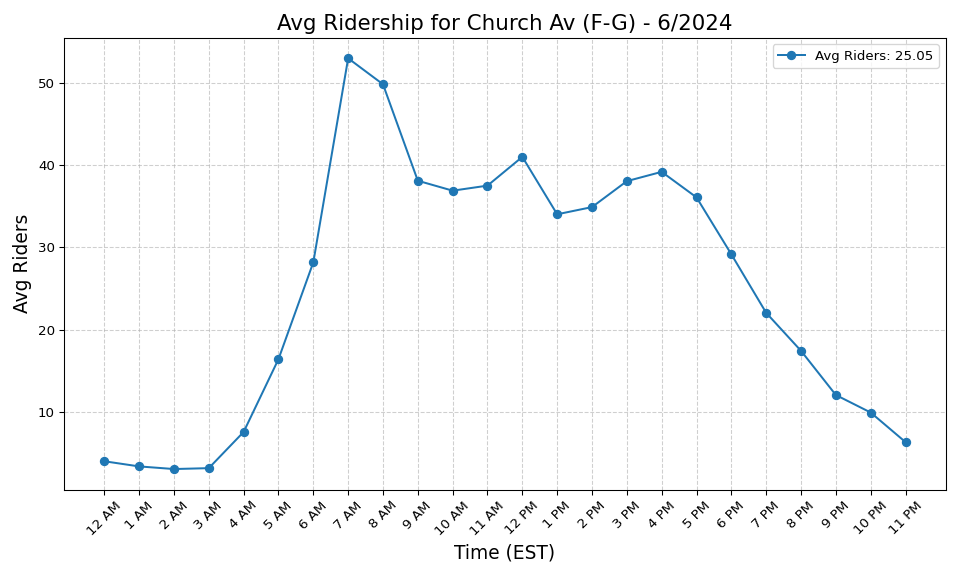 Avg Ridership for Church Av (F-G) - 6/2024
Avg Riders: 25.05
Avg Riders
50
40
30
20
10
12 AM
1 AM
2 AM
3 AM
4 AM
5 AM
6 AM
7 AM
8 AM
9 AM
10 AM
11 AM
12 PM
1 PM
2 PM
3 PM
4 PM
5 PM
6 PM
7 PM
8 PM
9 PM
10 PM
11 PM
Time (EST)